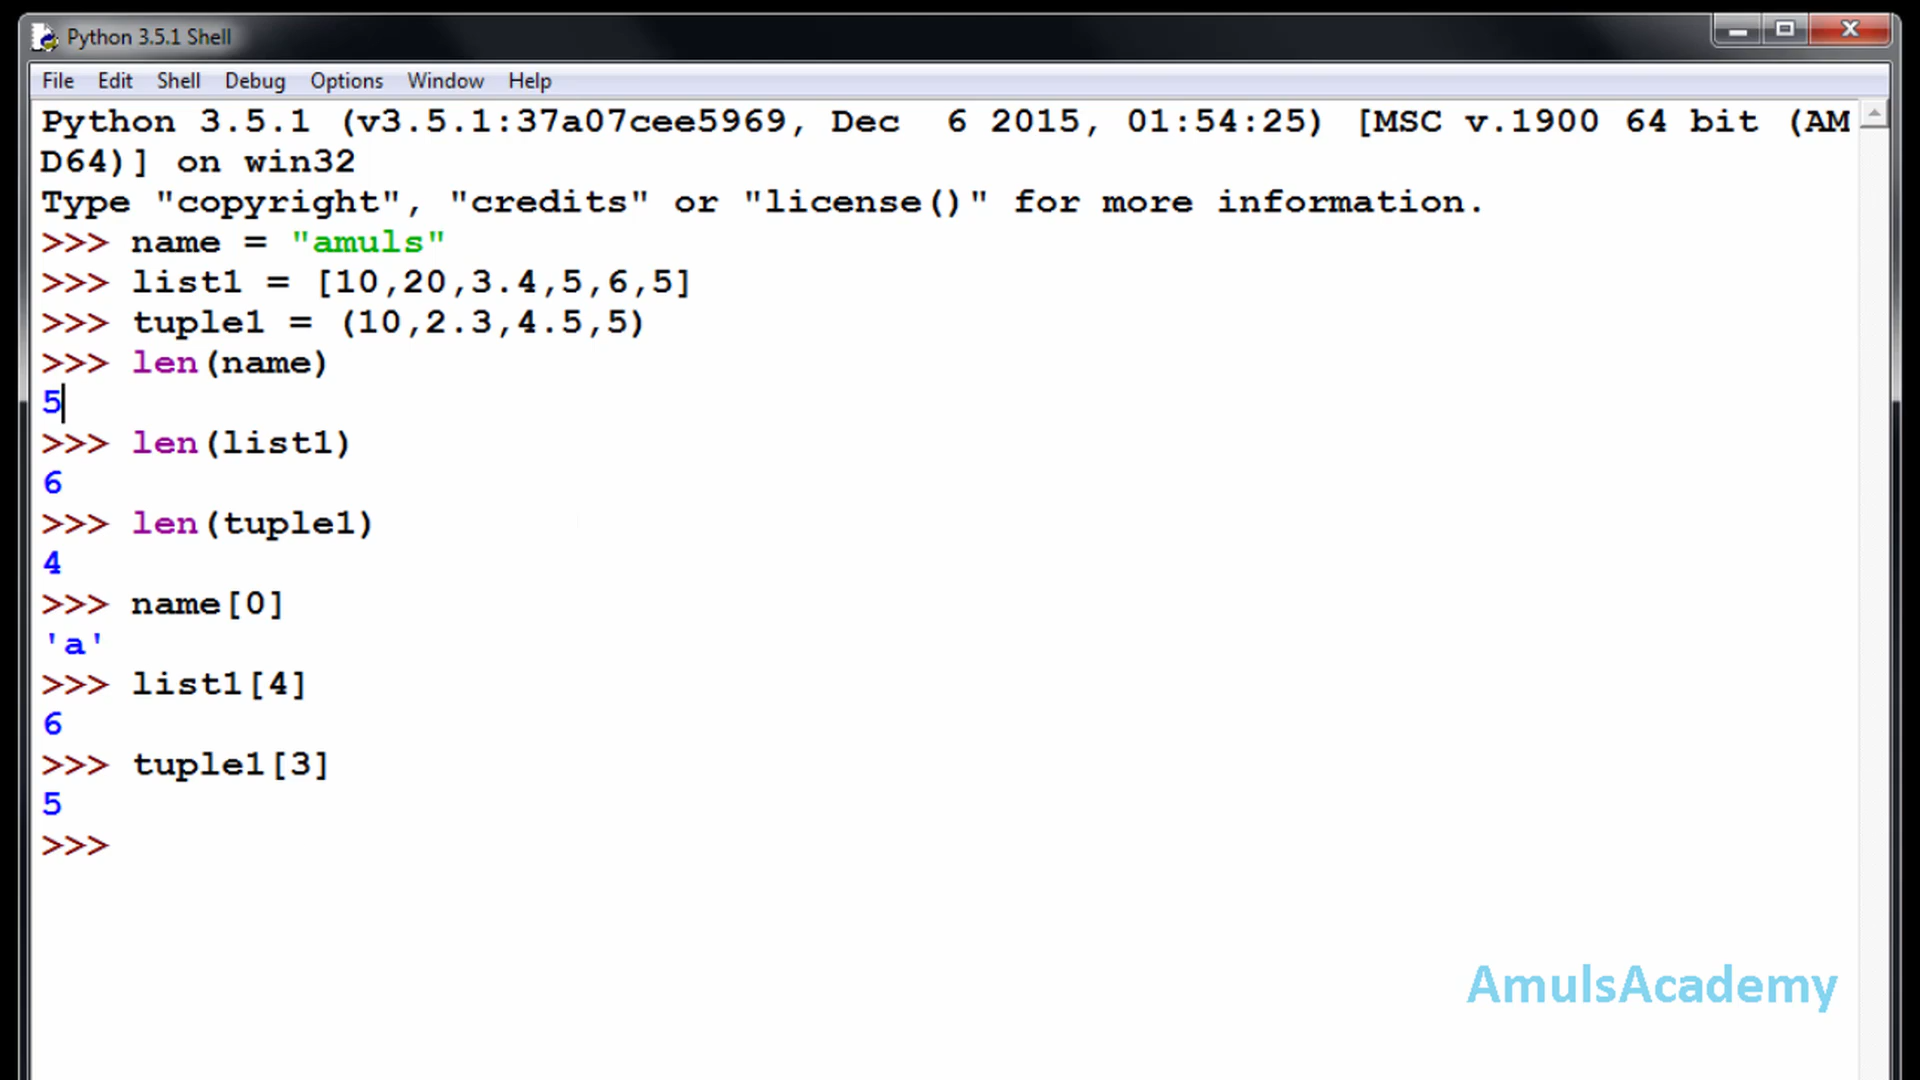 Python 3.5.1 Shell
File Edit Shell Debug Options Window Help
Python 3.5.1 (v3.5.1:37a07cee5969, Dec  6 2015, 01:54:25) [MSC v.1900 64 bit (AM
D64)] on win32
Type "copyright", "credits" or "license()" for more information.
>>> name = "amuls"
>>> list1 = [10,20,3.4,5,6,5]
>>> tuple1 = (10,2.3,4.5,5)
>>> len(name)
5
>>> len(list1)
6
>>> len(tuple1)
4
>>> name[0]
'a'
>>> list1[4]
6
>>> tuple1[3]
5
>>>
AmulsAcademy